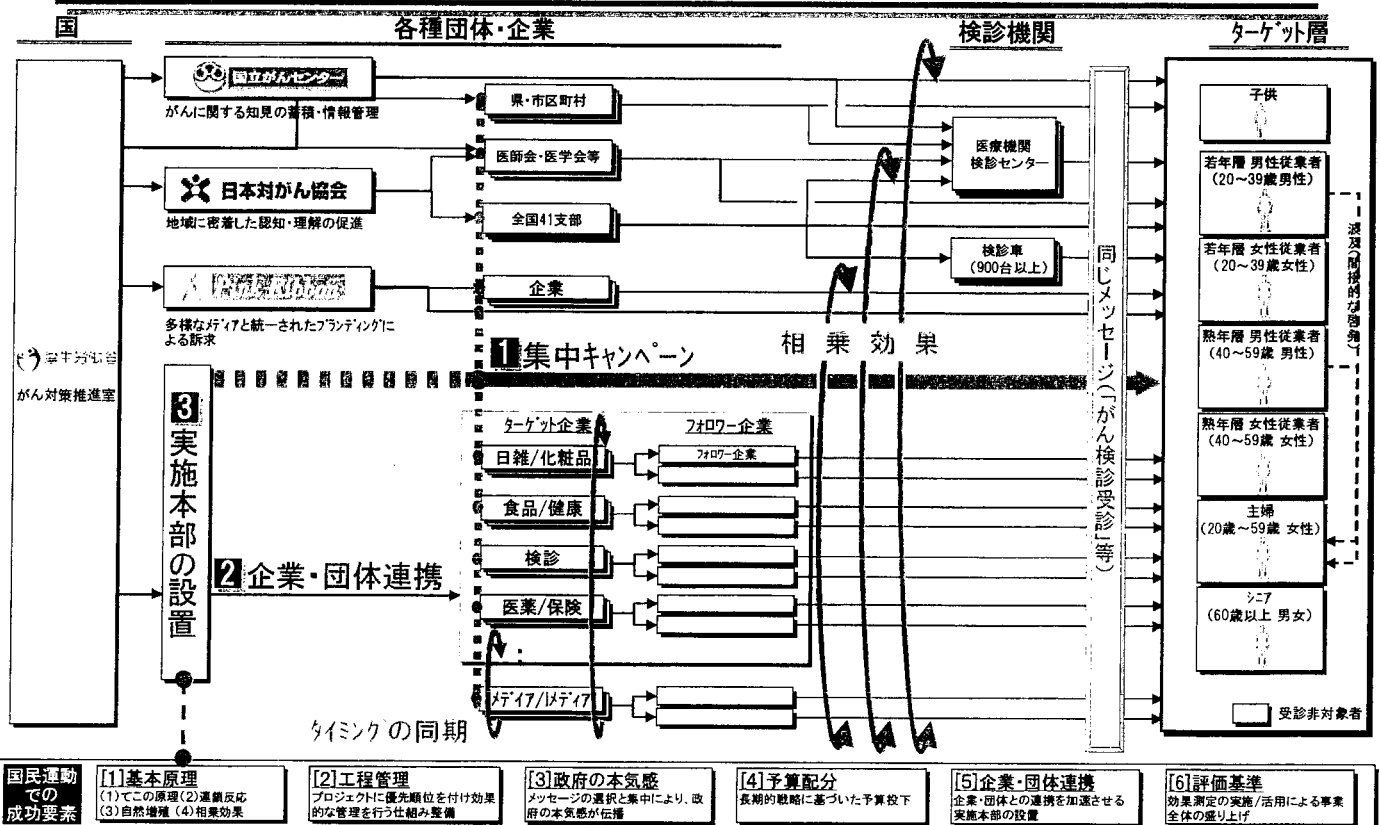 国
各種団体・企業
検診機関
ターゲット層
国立がんセンター
がんに関する知見の蓄積・情報管理
日本対がん協会
地域に密着した認知・理解の促進
Pink Ribbon
多様なメディアと統一されたブランディングに
よる訴求
厚生労働省
がん対策推進室
県・市区町村
医師会・医学会等
全国41支部
企業
医療機関
検診センター
検診車
(900台以上)
1集中キャンペーン
相乗効果
3実施本部の設置
2企業・団体連携
ターゲット企業
フォロワー企業
日雑/化粧品
フォロワー企業
食品/健康
検診
医薬/保険
:
メディア/Iメディア
タイミングの同期
同じメッセージ(「がん検診受診」等)
子供
若年層 男性従業者
(20～39歳男性)
若年層 女性従業者
(20～39歳女性)
熟年層 男性従業者
(40～59歳 男性)
熟年層 女性従業者
(40～59歳 女性)
主婦
(20歳～59歳 女性)
シニア
(60歳以上 男女)
波及(間接的な啓発)
受診非対象者
国民運動
での
成功要素
[1]基本原理
(1)てこの原理(2)連鎖反応
(3)自然増殖 (4)相乗効果
[2]工程管理
プロジェクトに優先順位を付け効果
的な管理を行う仕組み整備
[3]政府の本気感
メッセージの選択と集中により、政
府の本気感が伝播
[4]予算配分
長期的戦略に基づいた予算投下
[5]企業・団体連携
企業・団体との連携を加速させる
実施本部の設置
[6]評価基準
効果測定の実施/活用による事業
全体の盛り上げ